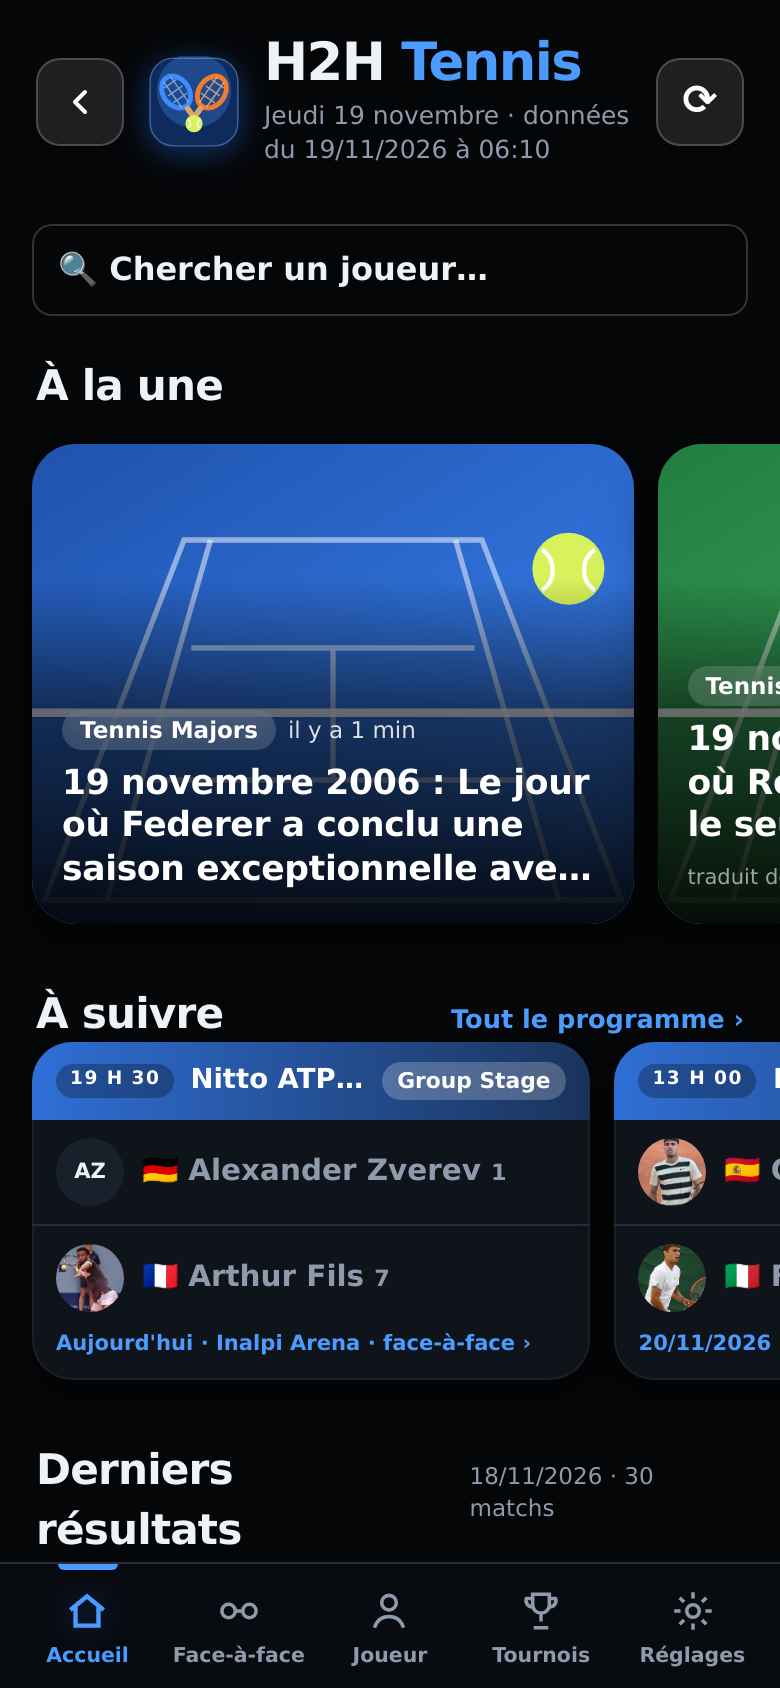 H2H Tennis
Jeudi 19 novembre · données
du 19/11/2026 à 06:10
Chercher un joueur...
À la une
Tennis Majors il y a 1 min
19 novembre 2006 : Le jour
où Federer a conclu une
saison exceptionnelle ave...
Tennis
19 no
où R
le se
traduit d
À suivre
Tout le programme ›
19 H 30 Nitto ATP... Group Stage
AZ Alexander Zverev 1
Arthur Fils 7
Aujourd'hui · Inalpi Arena · face-à-face ›
13 H 00
20/11/2026
Derniers
résultats
18/11/2026 · 30
matchs
Accueil
Face-à-face
Joueur
Tournois
Réglages